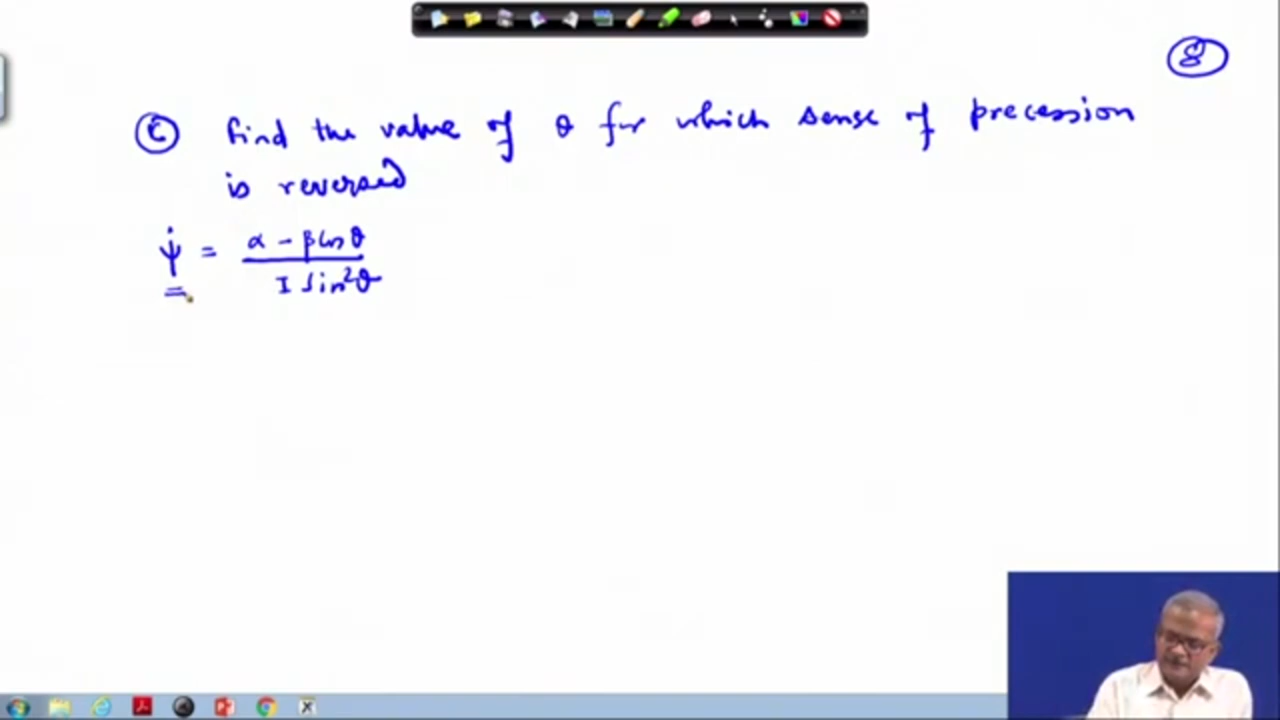 8
(c) find the value of θ for which sense of precession
is reversed
ψ̇ = (α - β cos θ) / (I sin²θ)